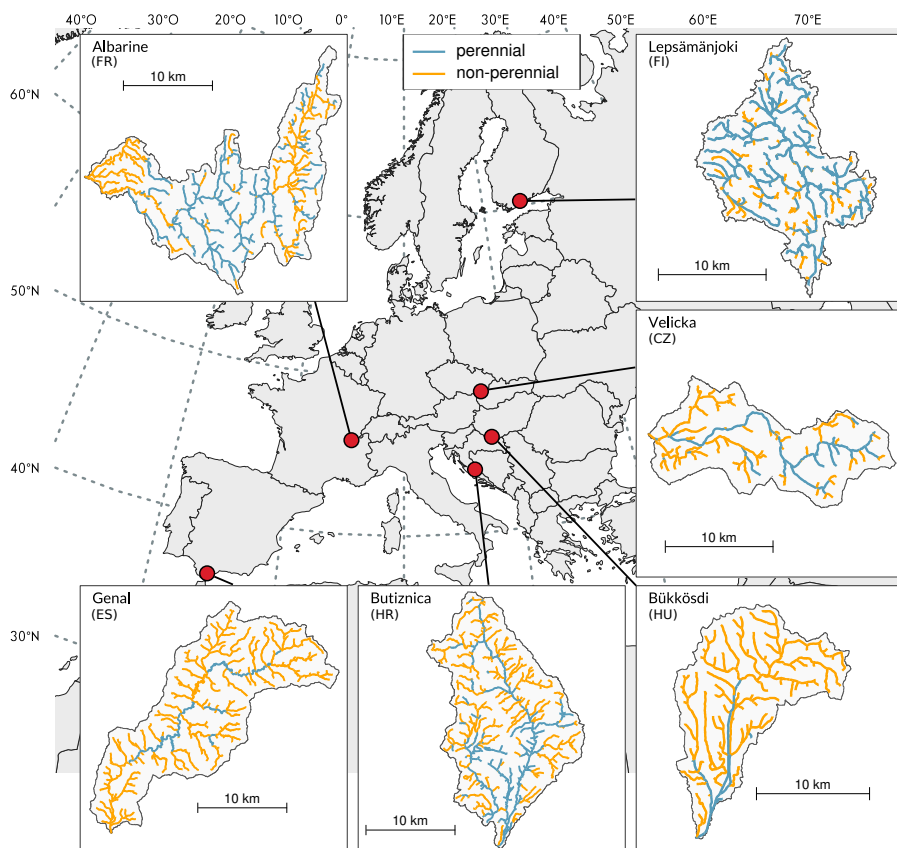 40°O 30°O 20°O 10°O 0° 10°E 20°E 30°E 40°E 50°E 60°E 70°E
perennial
non-perennial
Albarine
(FR)
10 km
Lepsämänjoki
(FI)
10 km
60°N
50°N
40°N
30°N
Velicka
(CZ)
10 km
Genal
(ES)
10 km
Butiznica
(HR)
10 km
Bükkösdi
(HU)
10 km